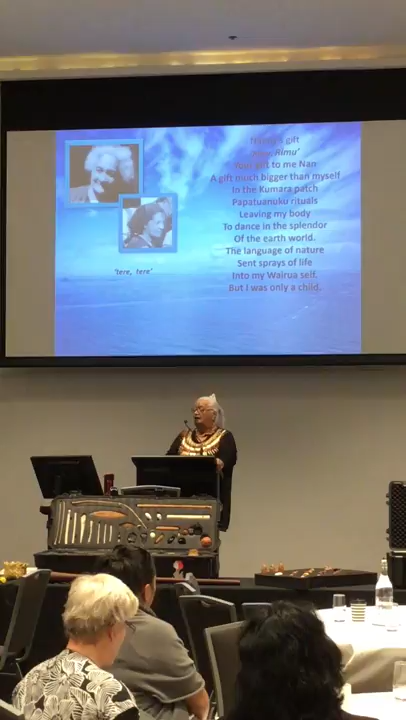 gift
Rimu'
Your gift to me Nan
A gift much bigger than myself
In the Kumara patch
Papatuanuku rituals
Leaving my body
To dance in the splendor
Of the earth world.
The language of nature
Sent sprays of life
Into my Wairua self.
But I was only a child.
'tere, tere'